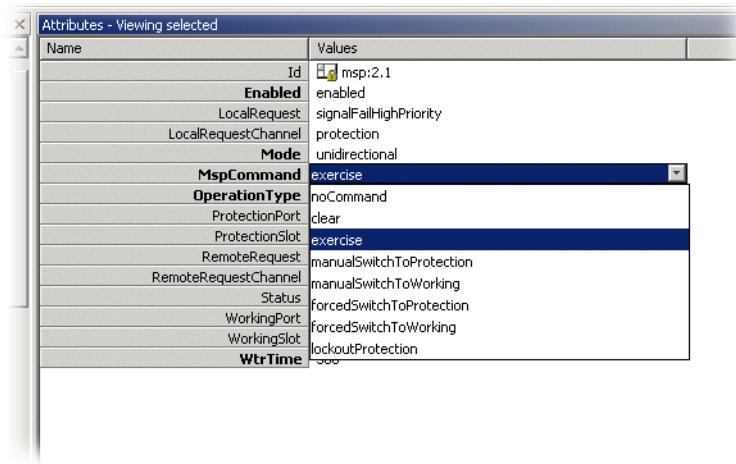 Attributes - Viewing selected
Name Values
Id msp:2.1
Enabled enabled
LocalRequest signalFailHighPriority
LocalRequestChannel protection
Mode unidirectional
MspCommand exercise
OperationType noCommand
ProtectionPort clear
ProtectionSlot exercise
RemoteRequest manualSwitchToProtection
RemoteRequestChannel manualSwitchToWorking
Status forcedSwitchToProtection
WorkingPort forcedSwitchToWorking
WorkingSlot lockoutProtection
WtrTime